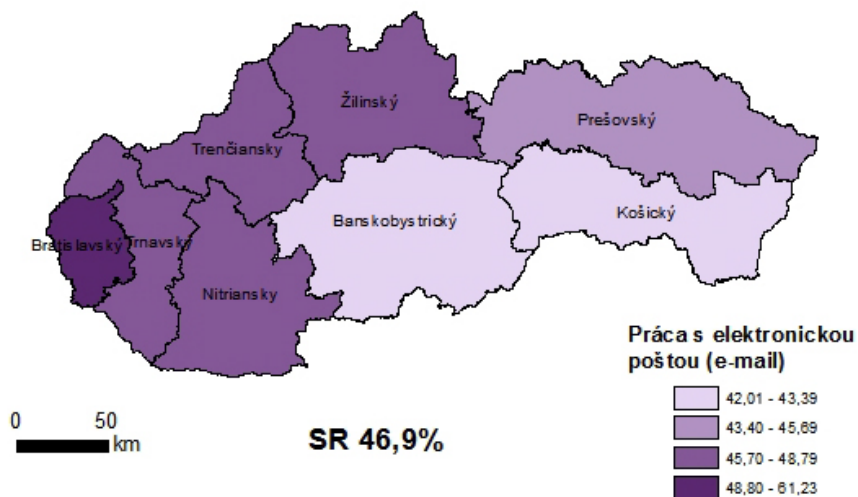 Žilinský
Prešovský
Trenčiansky
Banskobystrický
Košický
Bratislavský
Trnavský
Nitriansky
Práca s elektronickou
poštou (e-mail)
42,01 - 43,39
43,40 - 45,69
45,70 - 48,79
48,80 - 61,23
0 50
km
SR 46,9%